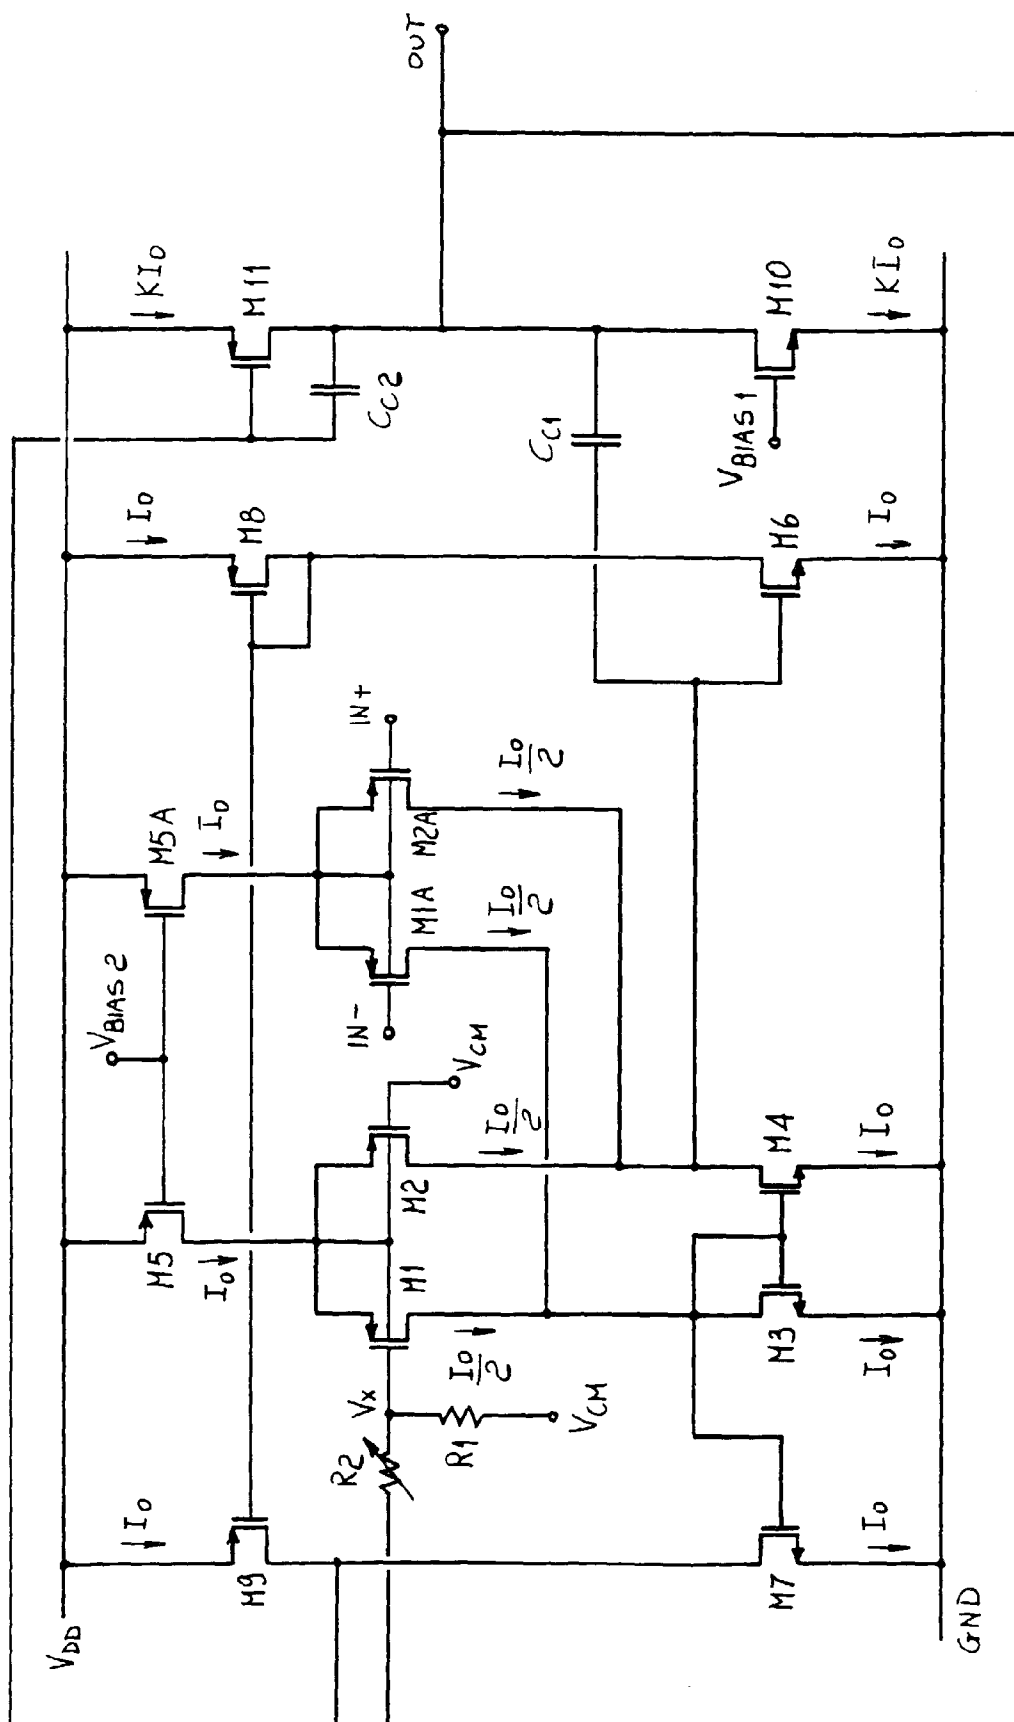 OUT
KI0
M11
CC2
CC1
VBIAS1
M10
KI0
I0
M8
M6
I0
IN+
I0/2
M5A
I0
M2A
M1A
I0/2
VBIAS2
IN-
VCM
I0/2
M4
I0
M5
I0
M2
M1
I0/2
M3
I0
VX
R1
VCM
R2
I0
M9
M7
I0
VDD
GND